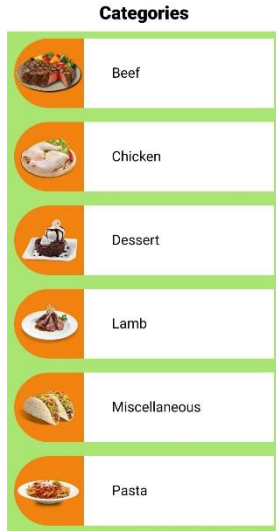 Categories
Beef
Chicken
Dessert
Lamb
Miscellaneous
Pasta